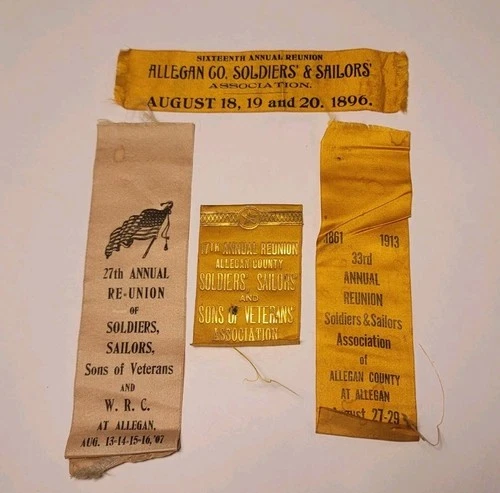 SIXTEENTH ANNUAL REUNION
ALLEGAN CO. SOLDIERS' & SAILORS'
ASSOCIATION.
AUGUST 18, 19 and 20. 1896.
27th ANNUAL
RE-UNION
OF
SOLDIERS,
SAILORS,
Sons of Veterans
AND
W. R. C.
AT ALLEGAN,
AUG. 13-14-15-16, '07
17th ANNUAL REUNION
ALLEGAN COUNTY
SOLDIERS, SAILORS'
AND
SONS OF VETERANS'
ASSOCIATION
1861 1913
33rd
ANNUAL
REUNION
Soldiers & Sailors
Association
of
ALLEGAN COUNTY
AT ALLEGAN
August 27-29